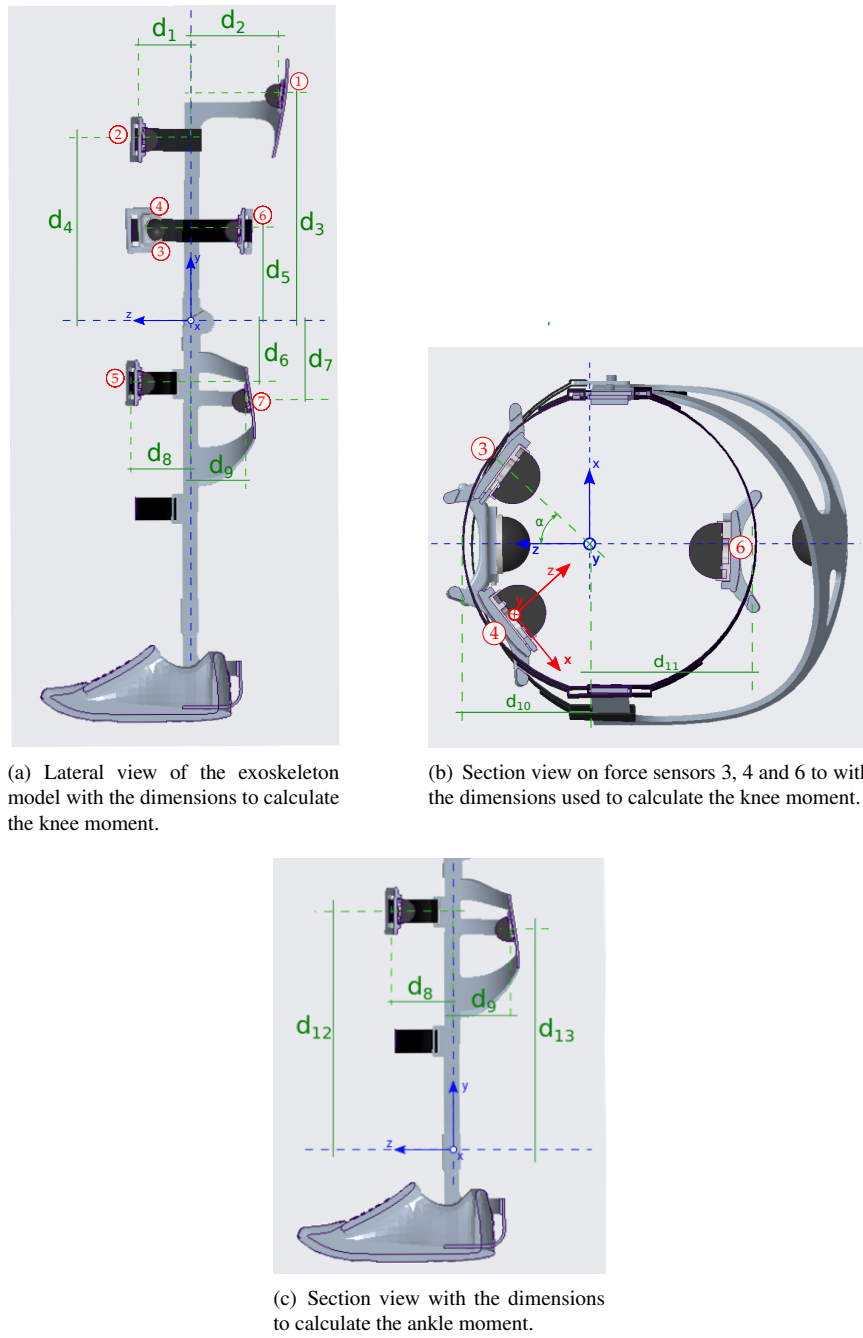 d1
d2
1
2
d4
4
6
3
d3
y
d5
z
x
d6
d7
5
7
d8
d9
(a) Lateral view of the exoskeleton
model with the dimensions to calculate
the knee moment.
3
x
α
z
y
6
z
y
4
x
d11
d10
(b) Section view on force sensors 3, 4 and 6 to with
the dimensions used to calculate the knee moment.
d8
d9
d12
d13
y
z
x
(c) Section view with the dimensions
to calculate the ankle moment.